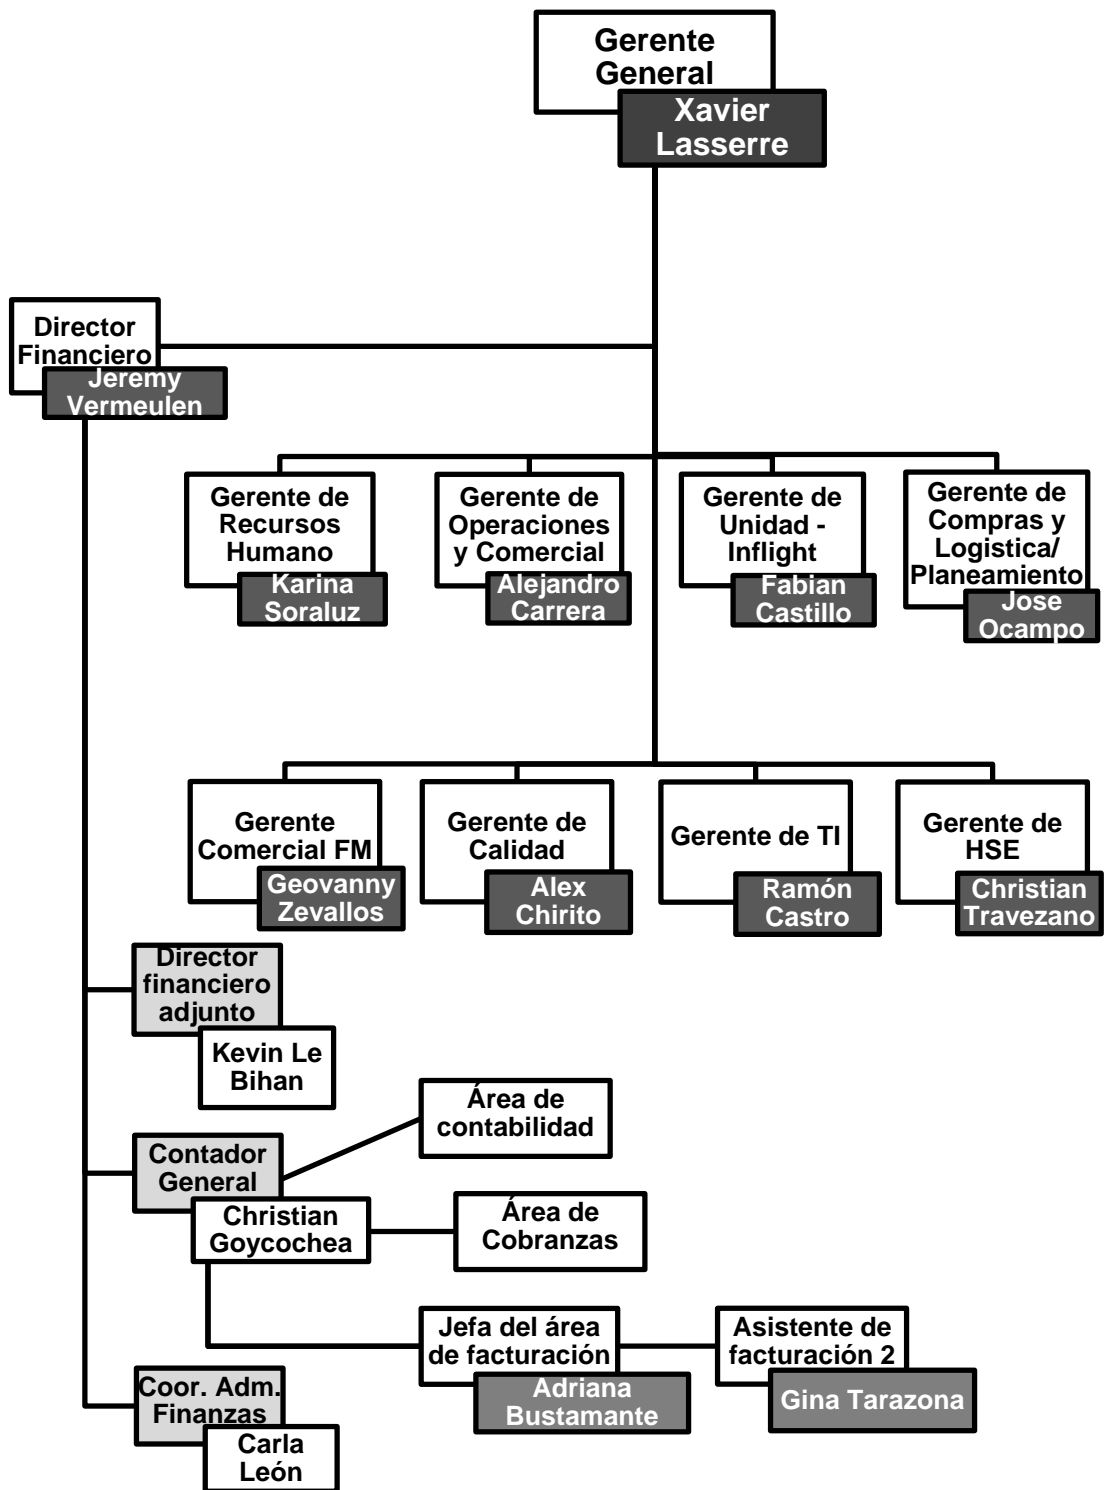 Gerente
General
Xavier
Lasserre
Director
Financiero
Jeremy
Vermeulen
Gerente de
Recursos
Humano
Karina
Soraluz
Gerente de
Operaciones
y Comercial
Alejandro
Carrera
Gerente de
Unidad -
Inflight
Fabian
Castillo
Gerente de
Compras y
Logistica/
Planeamiento
Jose
Ocampo
Gerente
Comercial FM
Geovanny
Zevallos
Gerente de
Calidad
Alex
Chirito
Gerente de TI
Ramón
Castro
Gerente de
HSE
Christian
Travezano
Director
financiero
adjunto
Kevin Le
Bihan
Contador
General
Christian
Goycochea
Área de
contabilidad
Área de
Cobranzas
Jefa del área
de facturación
Adriana
Bustamante
Asistente de
facturación 2
Gina Tarazona
Coor. Adm.
Finanzas
Carla
León